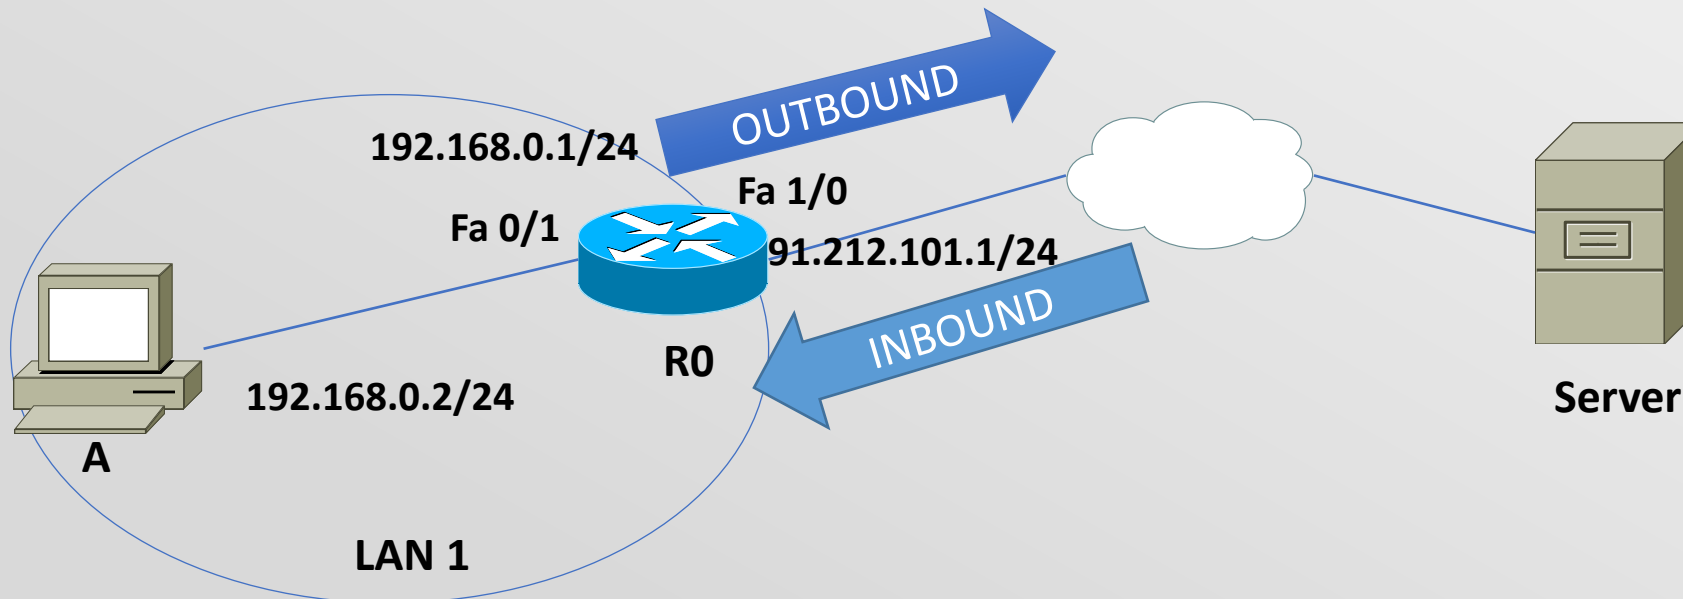 OUTBOUND
192.168.0.1/24
Fa 1/0
Fa 0/1
91.212.101.1/24
INBOUND
R0
192.168.0.2/24
Server
A
LAN 1